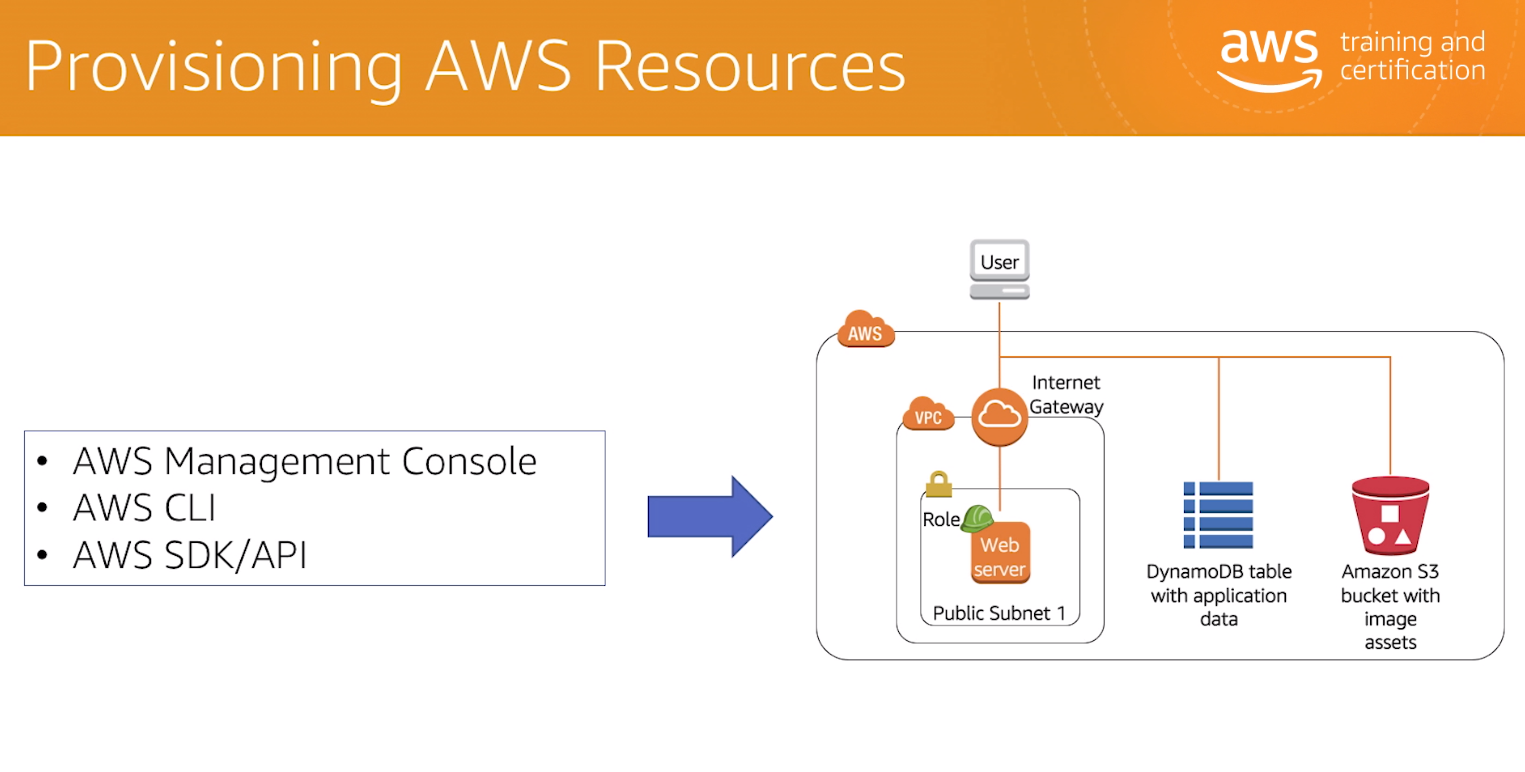 Provisioning AWS Resources
aws
training and
certification
• AWS Management Console
• AWS CLI
• AWS SDK/API
User
AWS
Internet
Gateway
VPC
Role
Web
server
Public Subnet 1
DynamoDB table
with application
data
Amazon S3
bucket with
image
assets